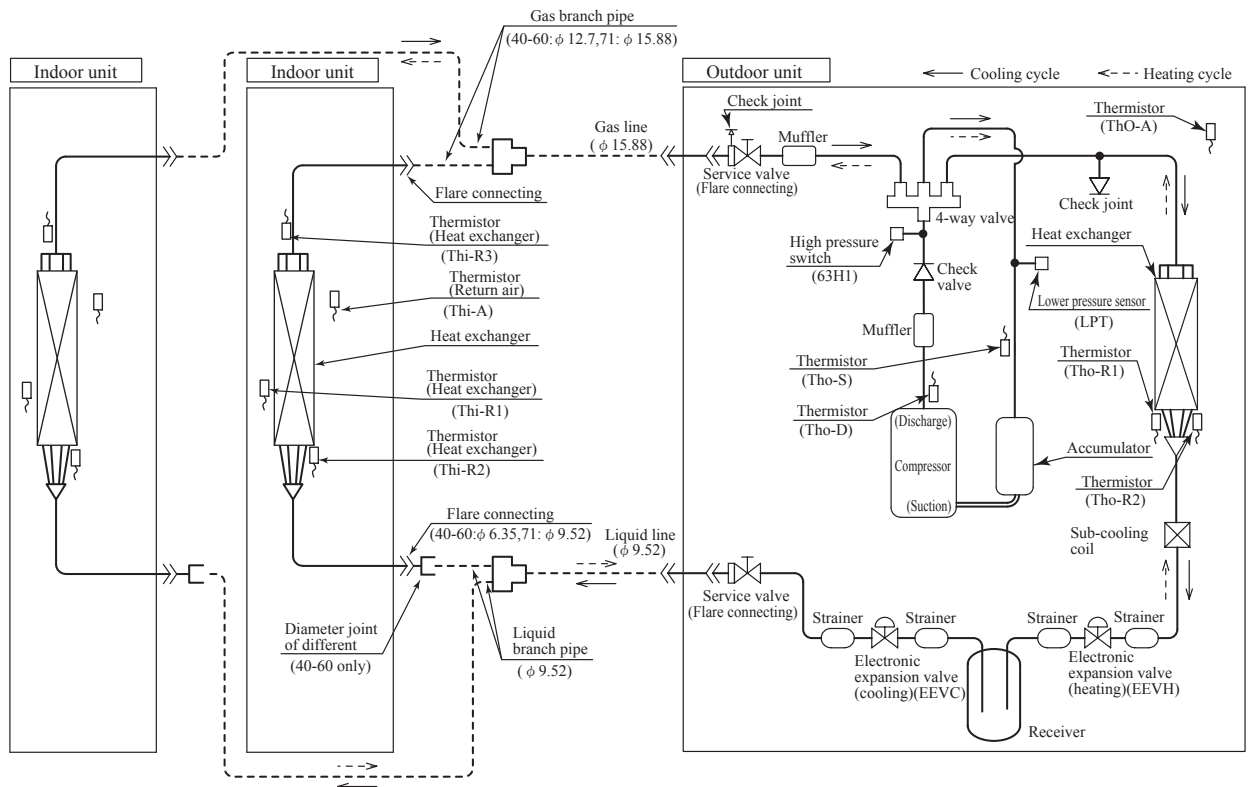 Gas branch pipe
(40-60: φ 12.7,71: φ 15.88)
Indoor unit
Indoor unit
Outdoor unit
Cooling cycle
Heating cycle
Check joint
Thermistor
(ThO-A)
Gas line
(φ 15.88)
Muffler
Service valve
(Flare connecting)
Flare connecting
4-way valve
Check joint
Thermistor
(Heat exchanger)
(Thi-R3)
High pressure
switch
(63H1)
Heat exchanger
Check
valve
Thermistor
(Return air)
(Thi-A)
Lower pressure sensor
(LPT)
Muffler
Heat exchanger
Thermistor
(Tho-S)
Thermistor
(Tho-R1)
Thermistor
(Heat exchanger)
(Thi-R1)
Thermistor
(Tho-D)
(Discharge)
Compressor
(Suction)
Accumulator
Thermistor
(Heat exchanger)
(Thi-R2)
Thermistor
(Tho-R2)
Flare connecting
(40-60:φ 6.35,71: φ 9.52)
Liquid line
( φ 9.52)
Sub-cooling
coil
Service valve
(Flare connecting)
Strainer
Strainer
Strainer
Strainer
Diameter joint
of different
(40-60 only)
Liquid
branch pipe
( φ 9.52)
Electronic
expansion valve
(cooling)(EEVC)
Electronic
expansion valve
(heating)(EEVH)
Receiver